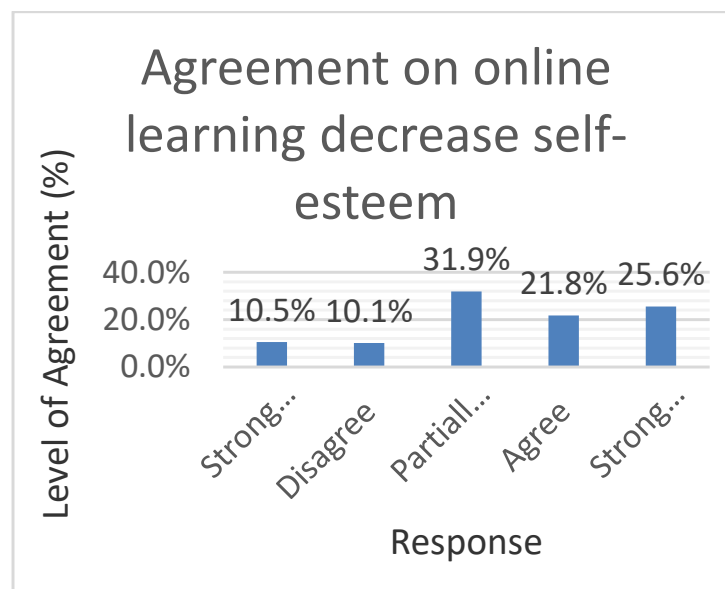 Agreement on online
learning decrease self-
esteem
Level of Agreement (%)
40.0%
20.0%
0.0%
10.5%
10.1%
31.9%
21.8%
25.6%
Strong...
Disagree
Partiall...
Agree
Strong...
Response